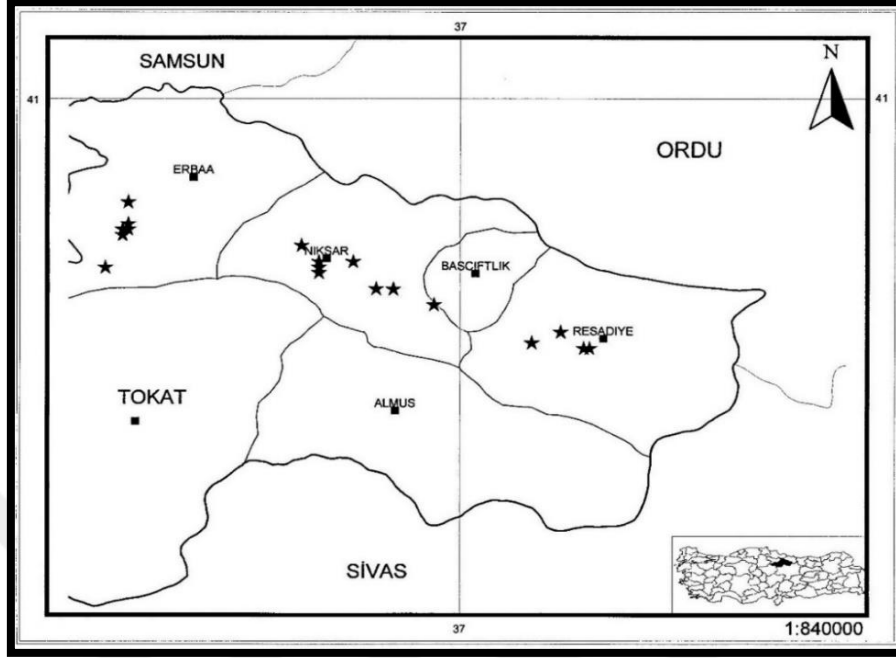 37
SAMSUN
N
41
41
ORDU
ERBAA
NIKSAR
BASCIFTLIK
RESADIYE
TOKAT
ALMUS
SİVAS
37
1:840000